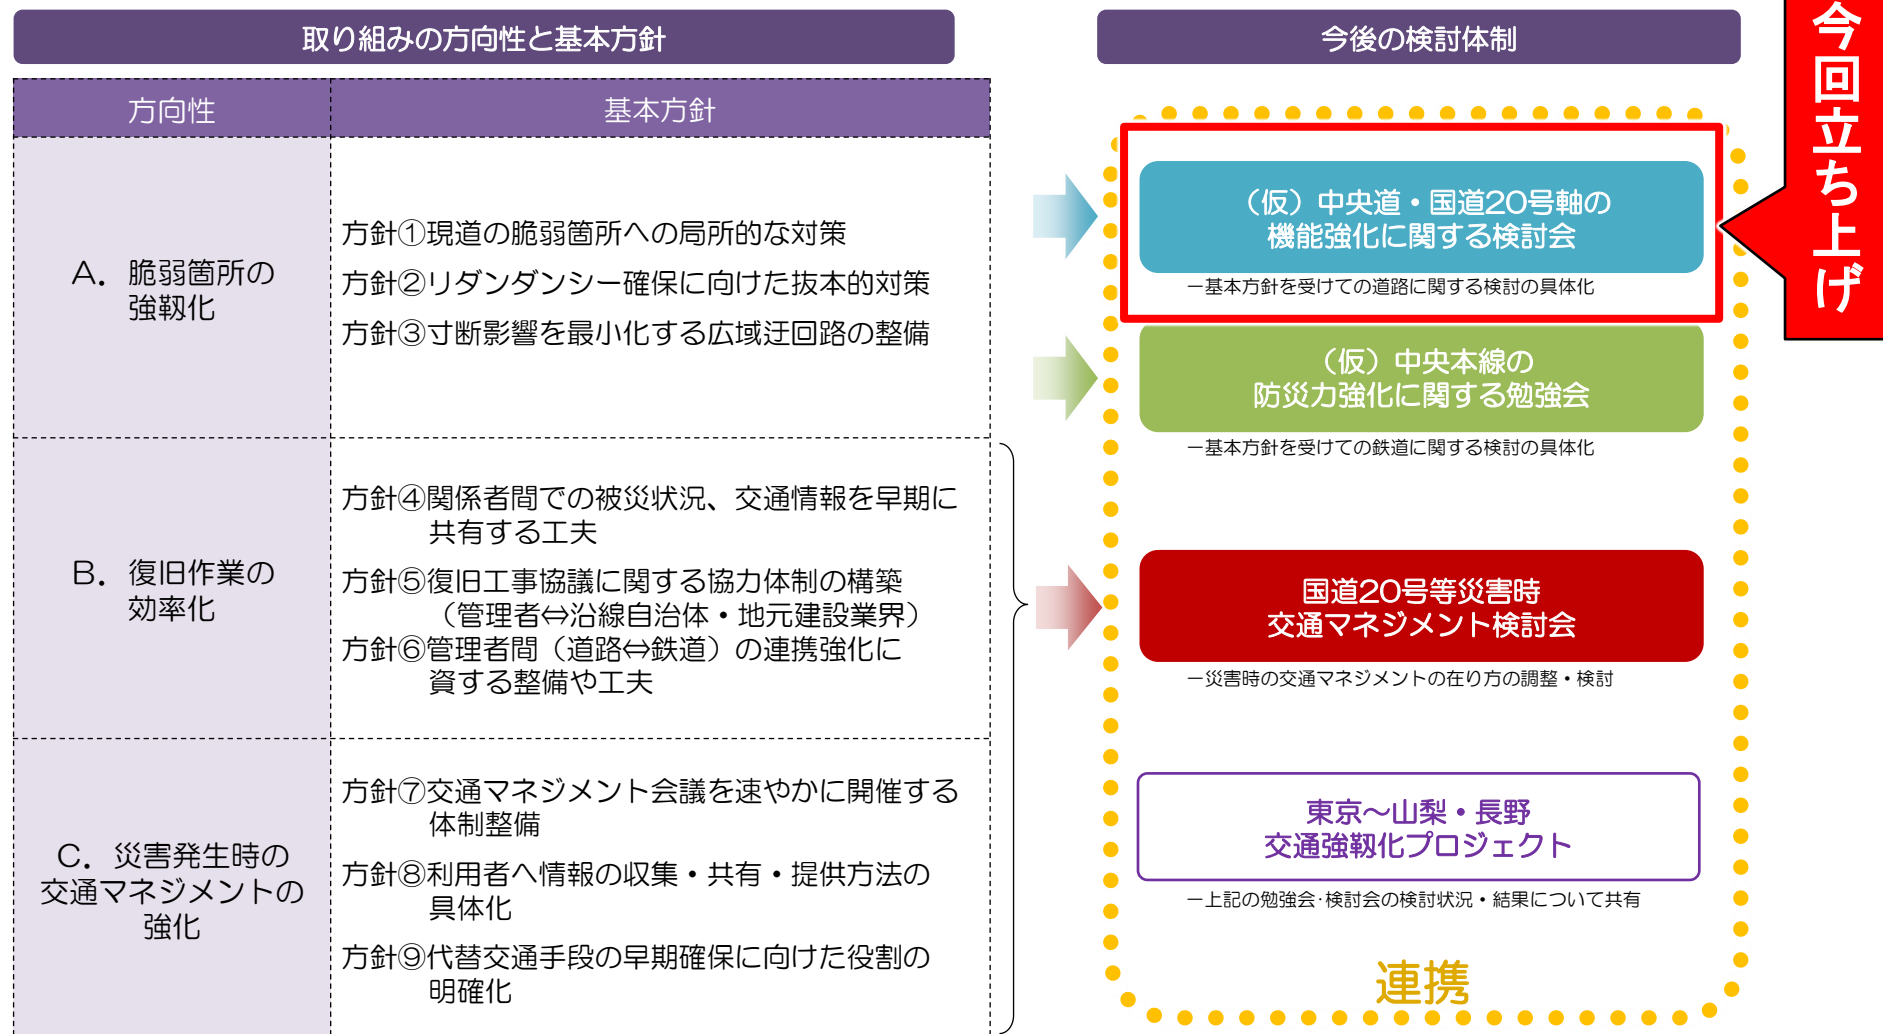 取り組みの方向性と基本方針
方向性
基本方針
A．脆弱箇所の
強靱化
方針①現道の脆弱箇所への局所的な対策
方針②リダンダンシー確保に向けた抜本的対策
方針③寸断影響を最小化する広域迂回路の整備
B．復旧作業の
効率化
方針④関係者間での被災状況、交通情報を早期に
共有する工夫
方針⑤復旧工事協議に関する協力体制の構築
（管理者⇔沿線自治体・地元建設業界）
方針⑥管理者間（道路⇔鉄道）の連携強化に
資する整備や工夫
C．災害発生時の
交通マネジメントの
強化
方針⑦交通マネジメント会議を速やかに開催する
体制整備
方針⑧利用者へ情報の収集・共有・提供方法の
具体化
方針⑨代替交通手段の早期確保に向けた役割の
明確化
今後の検討体制
（仮）中央道・国道20号軸の
機能強化に関する検討会
－基本方針を受けての道路に関する検討の具体化
（仮）中央本線の
防災力強化に関する勉強会
－基本方針を受けての鉄道に関する検討の具体化
国道20号等災害時
交通マネジメント検討会
－災害時の交通マネジメントの在り方の調整・検討
東京～山梨・長野
交通強靱化プロジェクト
－上記の勉強会･検討会の検討状況・結果について共有
連携
今回立ち上げ